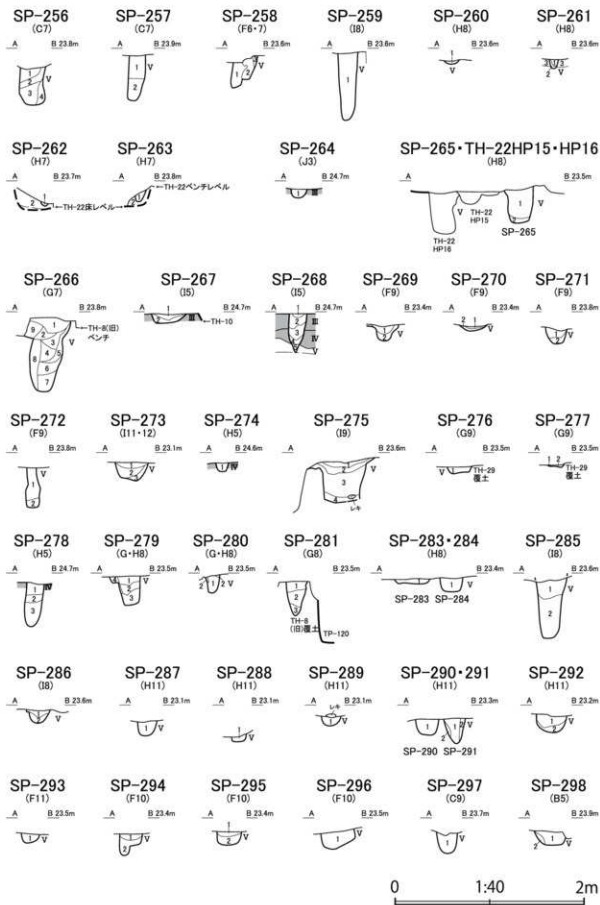 SP-256 SP-257 SP-258 SP-259 SP-260 SP-261
(C7) (C7) (F6・7) (I8) (H8) (H8)
A B 23.8m A B 23.9m A B 23.6m A B 23.6m A B 23.6m A B 23.6m
1 2 3 4 V 1 2 V 1 2 V 1 V 1 V 2 V
SP-262 SP-263 SP-264 SP-265・TH-22HP15・HP16
(H7) (H7) (J3) (H8)
A B 23.7m A B 23.8m A B 24.7m A B 23.5m
←TH-22ベンチレベル
1 2 ←TH-22床レベル→ 1 III V V 1 V
TH-22 HP15
SP-265
TH-22 HP16
SP-266 SP-267 SP-268 SP-269 SP-270 SP-271
(G7) (I5) (I5) (F9) (F9) (F9)
A B 23.8m A B 24.7m A B 24.7m A B 23.4m A B 23.4m A B 23.8m
9 1 2 3 4 5 6 7 8 V
←TH-8(旧)ベンチ
1 2 III ←TH-10
III IV V
V 2 1 V 1 2 V
SP-272 SP-273 SP-274 SP-275 SP-276 SP-277
(F9) (I11・12) (H5) (I9) (G9) (G9)
A B 23.8m A B 23.1m A B 24.6m A B 23.6m A B 23.5m A B 23.5m
1 2 V 2 V 1 IV 2 3 4 V
レキ
TH-29 覆土
1 2 TH-29 覆土
SP-278 SP-279 SP-280 SP-281 SP-283・284 SP-285
(H5) (G・H8) (G・H8) (G8) (H8) (I8)
A B 24.7m A B 23.5m A B 23.5m A B 23.5m A B 23.4m A B 23.6m
1 2 3 IV 1 2 3 V 2 1 2 V 1 2 3 V 1 V 1 2 V
SP-283 SP-284
TH-8 (旧)覆土
TP-120
SP-286 SP-287 SP-288 SP-289 SP-290・291 SP-292
(I8) (H11) (H11) (H11) (H11) (H11)
A B 23.6m A B 23.1m A B 23.1m A B 23.1m A B 23.3m A B 23.2m
V 1 V 1 V レキ 1 V 1 2 1 2 V 1 2 V
SP-290 SP-291
SP-293 SP-294 SP-295 SP-296 SP-297 SP-298
(F11) (F10) (F10) (F10) (C9) (B5)
A B 23.5m A B 23.4m A B 23.4m A B 23.5m A B 23.7m A B 23.9m
1 V 1 2 V 1 2 V 1 V 1 V 1 2 V
0 1:40 2m